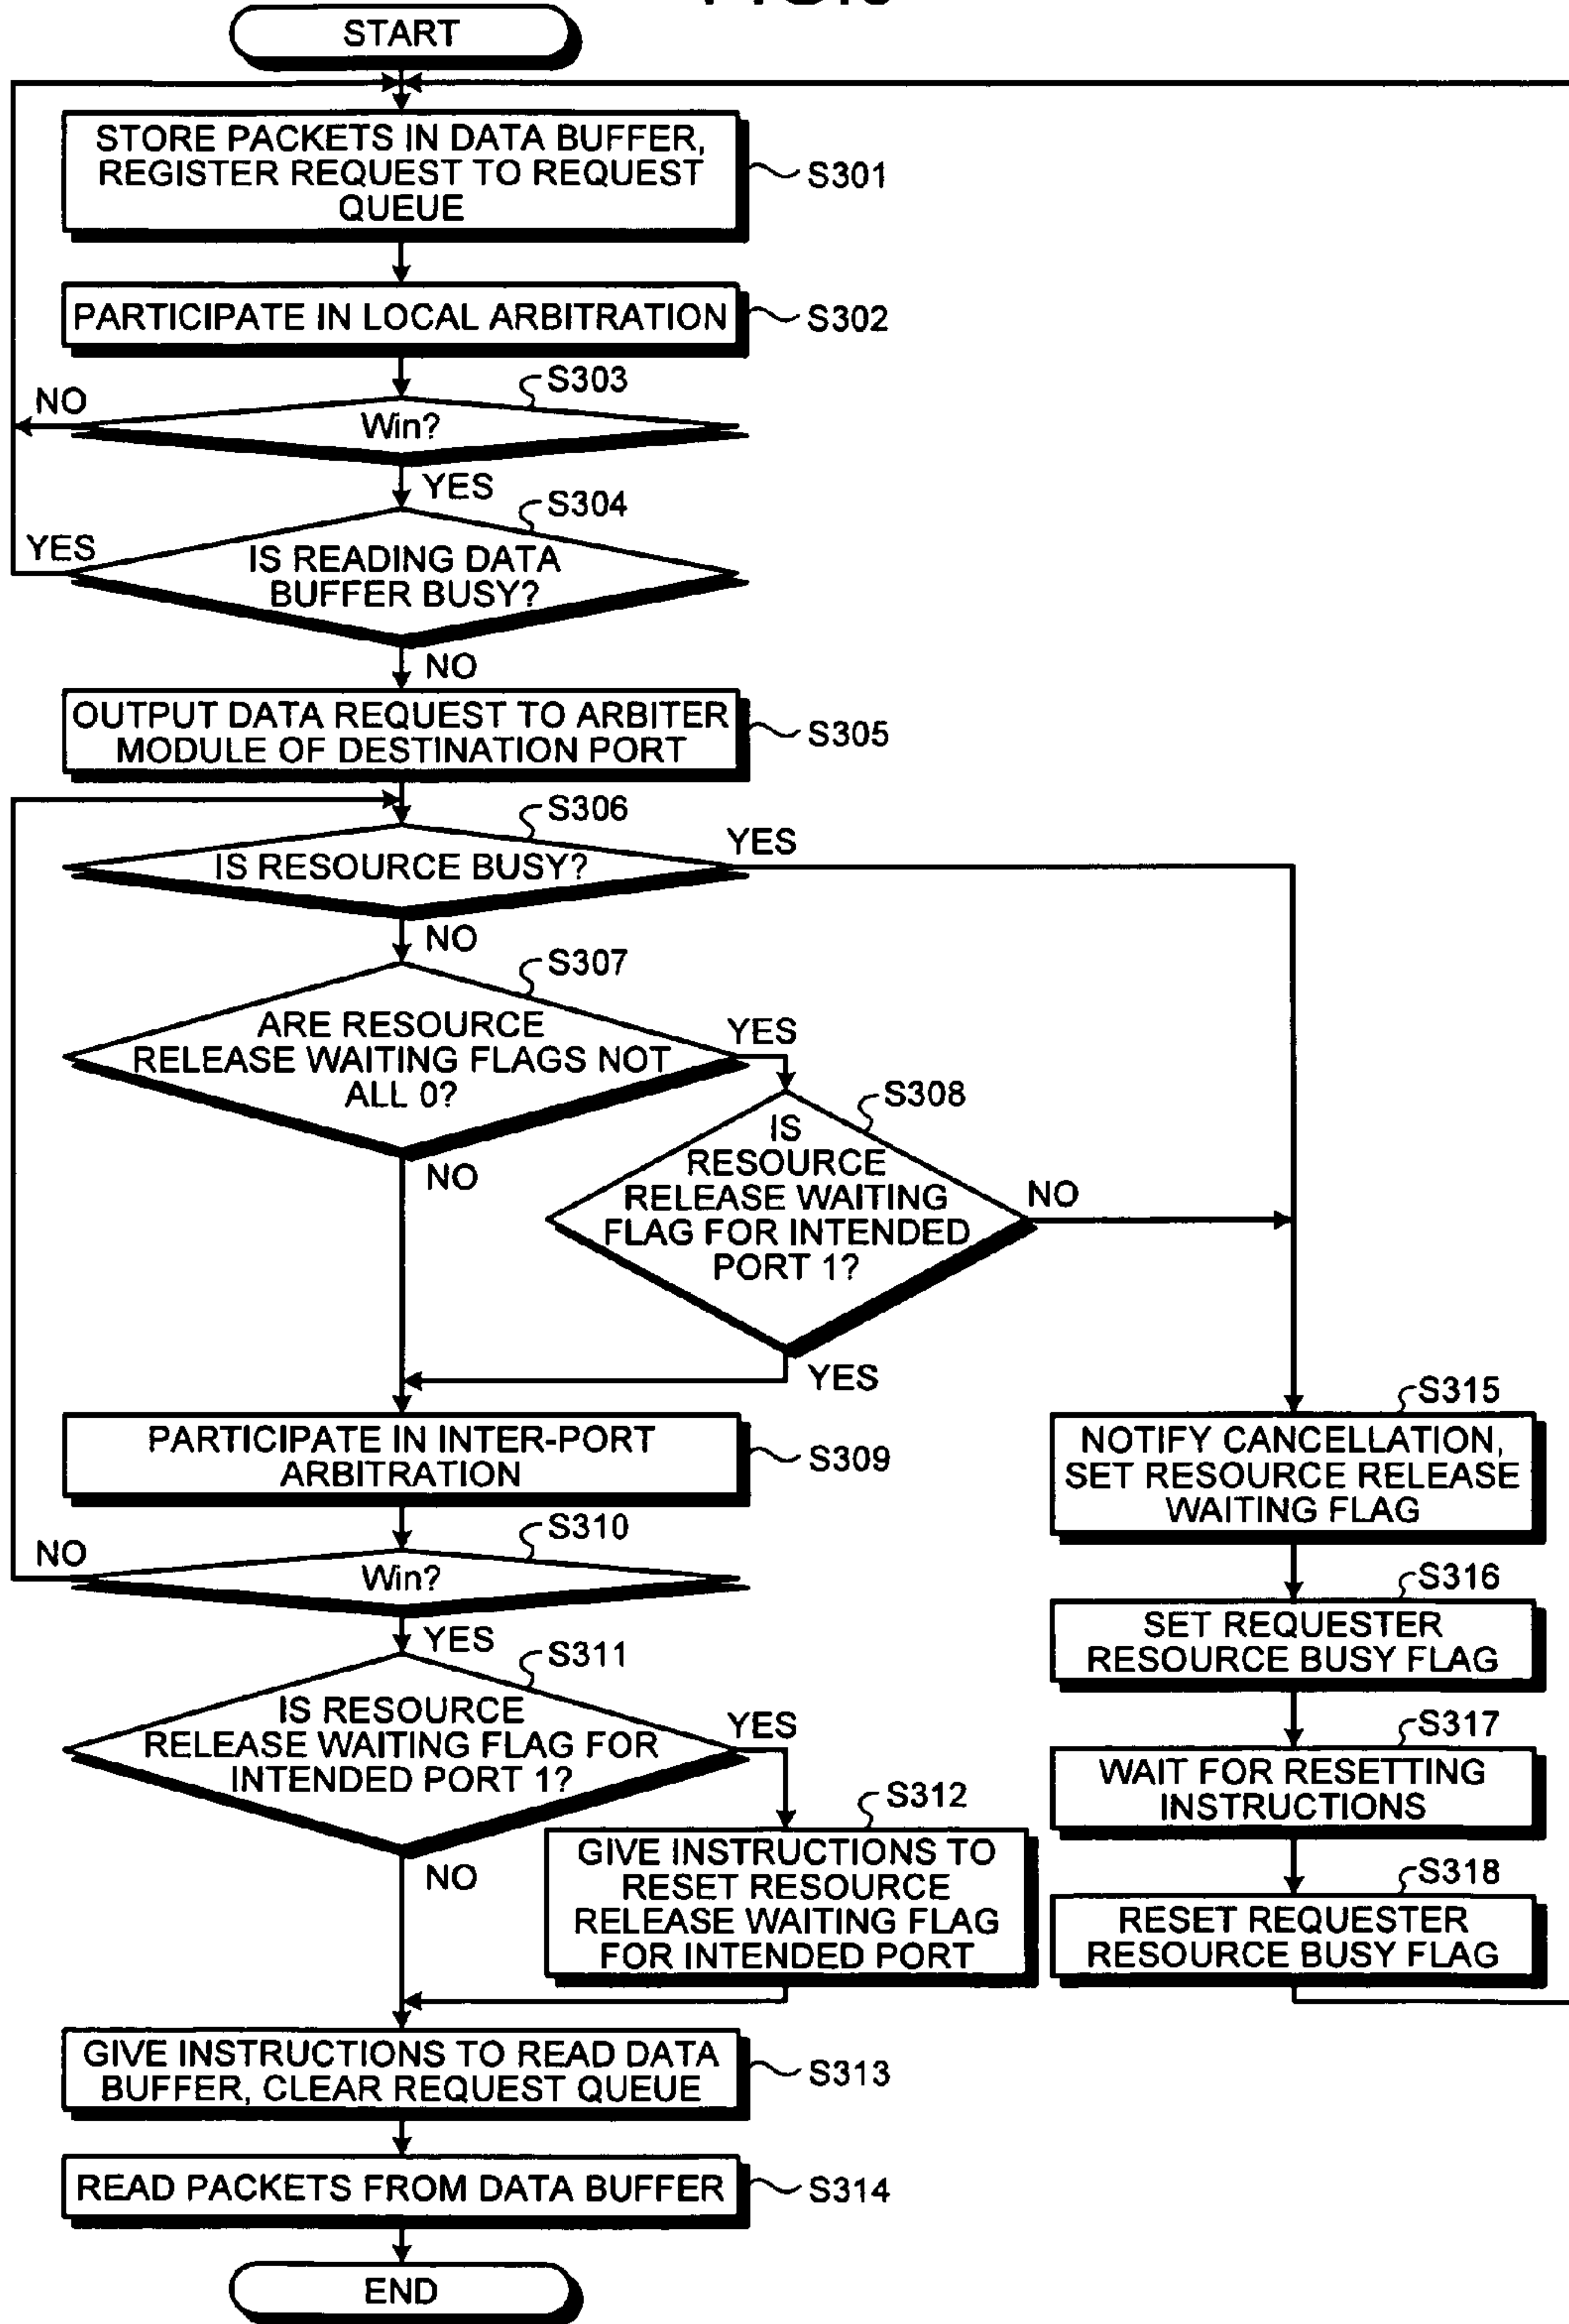 START
STORE PACKETS IN DATA BUFFER,
REGISTER REQUEST TO REQUEST
QUEUE
S301
PARTICIPATE IN LOCAL ARBITRATION
S302
S303
NO
Win?
YES
S304
YES
IS READING DATA
BUFFER BUSY?
NO
OUTPUT DATA REQUEST TO ARBITER
MODULE OF DESTINATION PORT
S305
S306
YES
IS RESOURCE BUSY?
NO
S307
ARE RESOURCE
RELEASE WAITING FLAGS NOT
ALL 0?
YES
NO
S308
IS
RESOURCE
RELEASE WAITING
FLAG FOR INTENDED
PORT 1?
NO
YES
PARTICIPATE IN INTER-PORT
ARBITRATION
S309
S310
NO
Win?
YES
S311
IS RESOURCE
RELEASE WAITING FLAG FOR
INTENDED PORT 1?
YES
NO
S312
GIVE INSTRUCTIONS TO
RESET RESOURCE
RELEASE WAITING FLAG
FOR INTENDED PORT
GIVE INSTRUCTIONS TO READ DATA
BUFFER, CLEAR REQUEST QUEUE
S313
READ PACKETS FROM DATA BUFFER
S314
END
S315
NOTIFY CANCELLATION,
SET RESOURCE RELEASE
WAITING FLAG
S316
SET REQUESTER
RESOURCE BUSY FLAG
S317
WAIT FOR RESETTING
INSTRUCTIONS
S318
RESET REQUESTER
RESOURCE BUSY FLAG